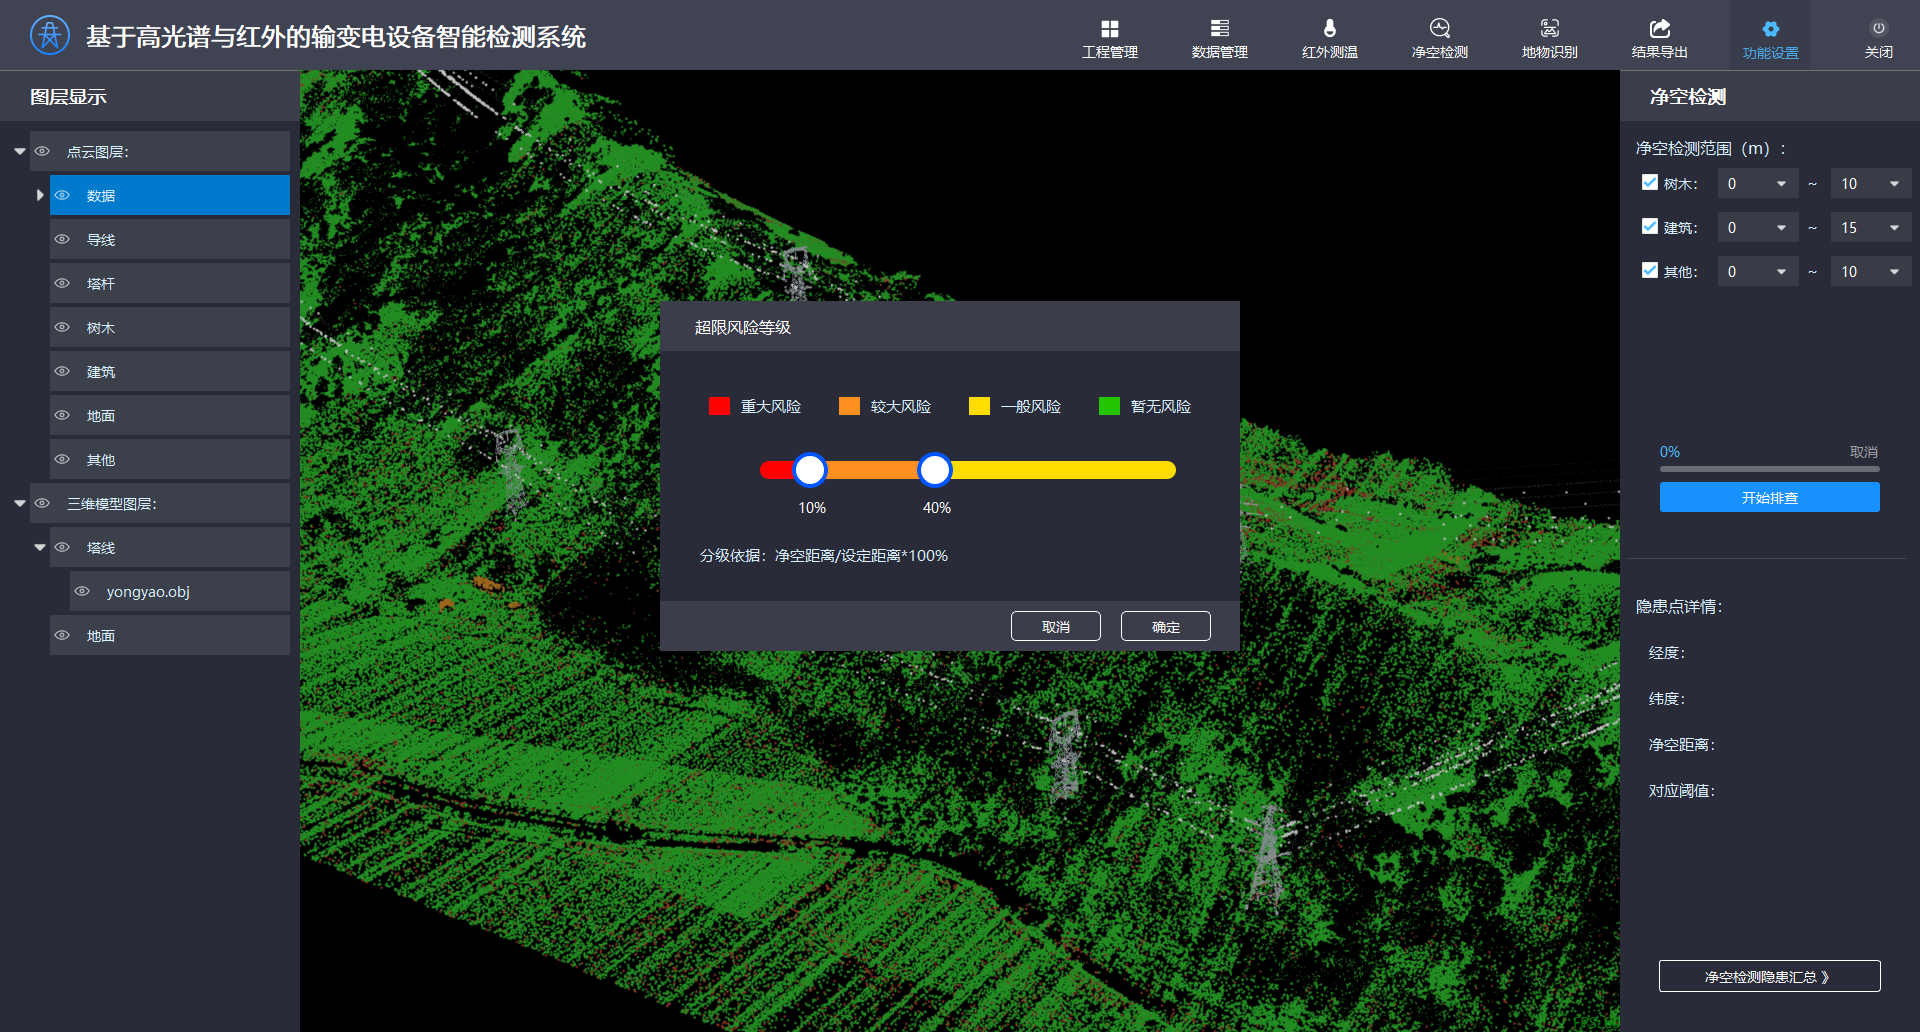 基于高光谱与红外的输变电设备智能检测系统
工程管理
数据管理
红外测温
净空检测
地物识别
结果导出
功能设置
关闭
图层显示
点云图层：
数据
导线
塔杆
树木
建筑
地面
其他
三维模型图层：
塔线
yongyao.obj
地面
超限风险等级
重大风险
较大风险
一般风险
暂无风险
10%
40%
分级依据：净空距离/设定距离*100%
取消
确定
净空检测
净空检测范围（m）：
树木： 0 ~ 10
建筑： 0 ~ 15
其他： 0 ~ 10
0% 取消
开始排查
隐患点详情：
经度：
纬度：
净空距离：
对应阈值：
净空检测隐患汇总 》